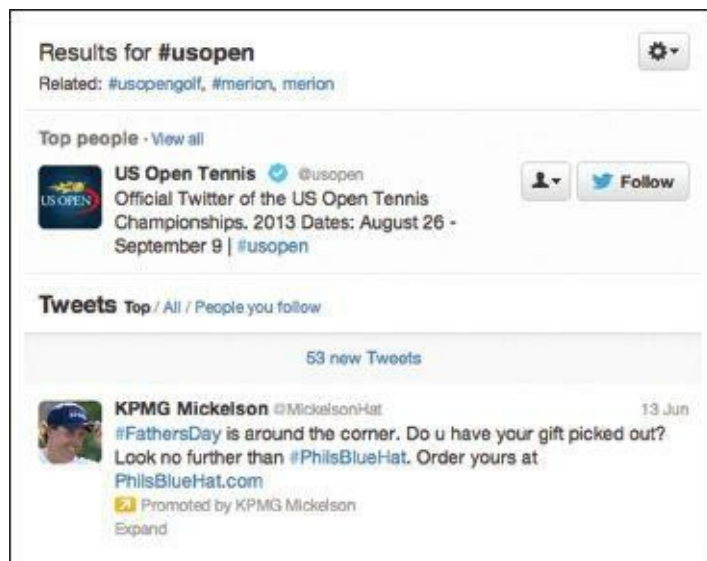 Results for #usopen
Related: #usopengolf, #merion, merion
Top people · View all
US OPEN
US Open Tennis @usopen
Official Twitter of the US Open Tennis
Championships. 2013 Dates: August 26 -
September 9 | #usopen
Follow
Tweets Top / All / People you follow
53 new Tweets
KPMG Mickelson @MickelsonHat 13 Jun
#FathersDay is around the corner. Do u have your gift picked out?
Look no further than #PhilsBlueHat. Order yours at
PhilsBlueHat.com
Promoted by KPMG Mickelson
Expand